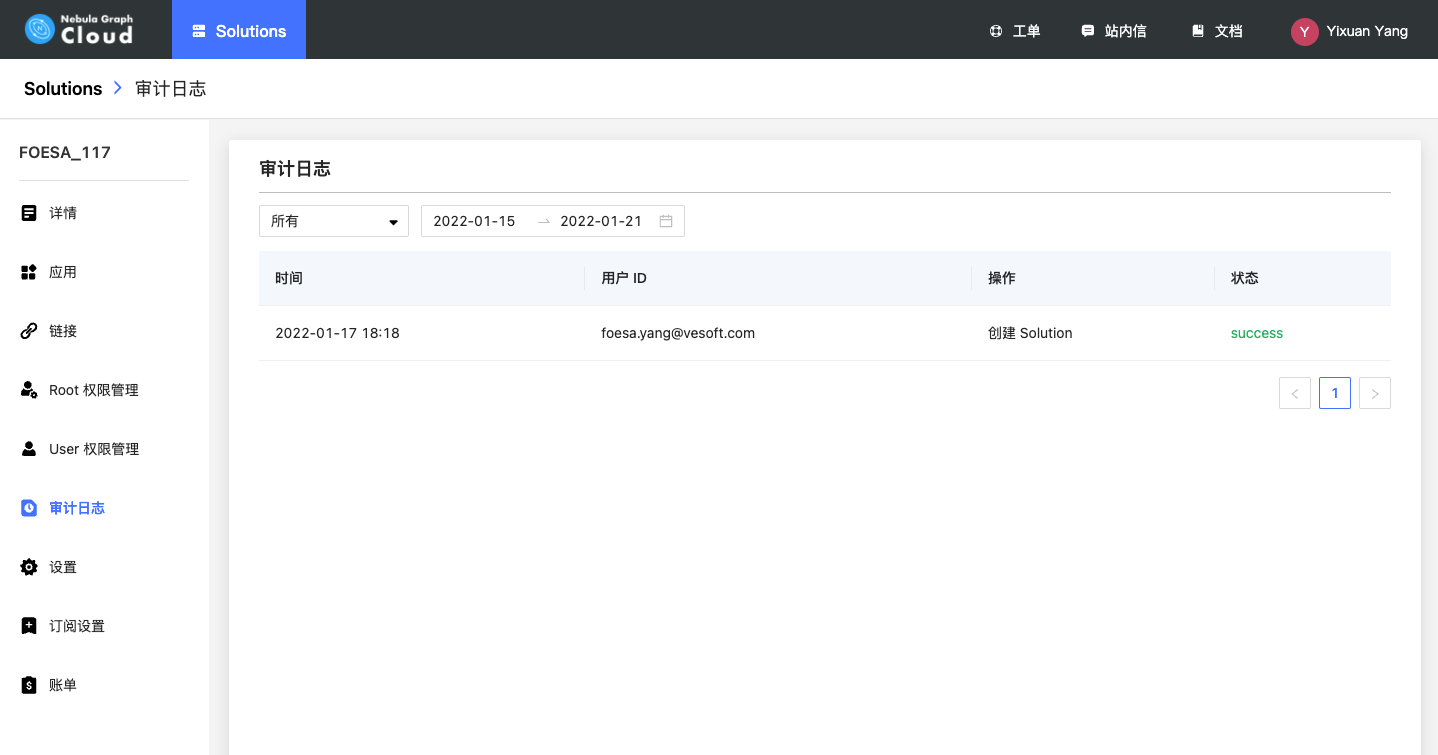 Nebula Graph
Cloud
Solutions
工单
站内信
文档
Y
Yixuan Yang
Solutions > 审计日志
FOESA_117
详情
应用
链接
Root 权限管理
User 权限管理
审计日志
设置
订阅设置
账单
审计日志
所有
2022-01-15 → 2022-01-21
时间 用户 ID 操作 状态
2022-01-17 18:18 foesa.yang@vesoft.com 创建 Solution success
< 1 >